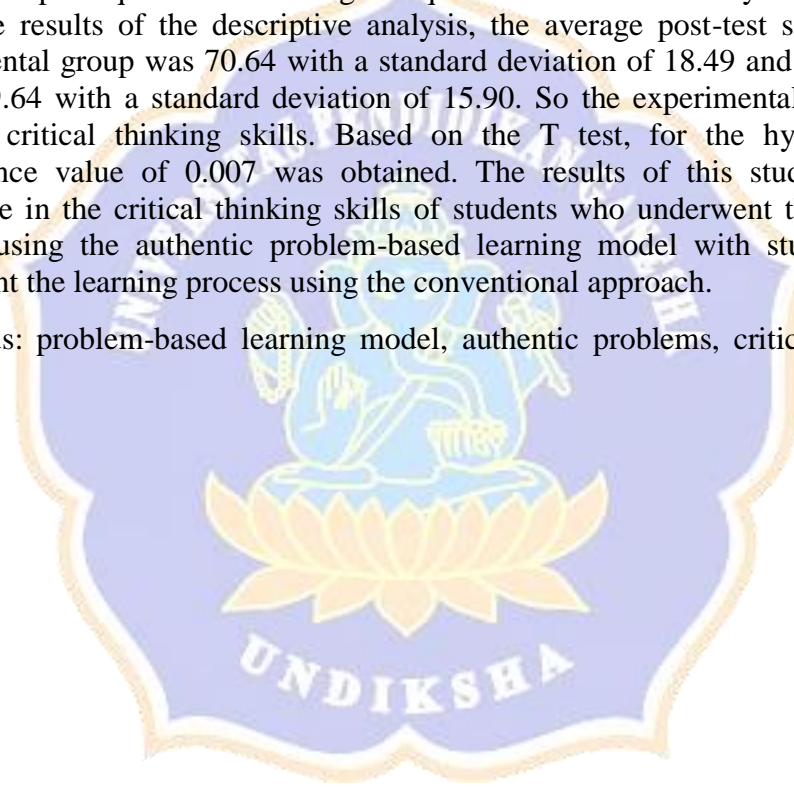 e results of the descriptive analysis, the average post-test s
ental group was 70.64 with a standard deviation of 18.49 and
.64 with a standard deviation of 15.90. So the experimental
critical thinking skills. Based on the T test, for the hy
nce value of 0.007 was obtained. The results of this stud
e in the critical thinking skills of students who underwent t
using the authentic problem-based learning model with stu
nt the learning process using the conventional approach.
s: problem-based learning model, authentic problems, critic
UNIVERSITAS PENDIDIKAN GANESHA
UNDIKSHA